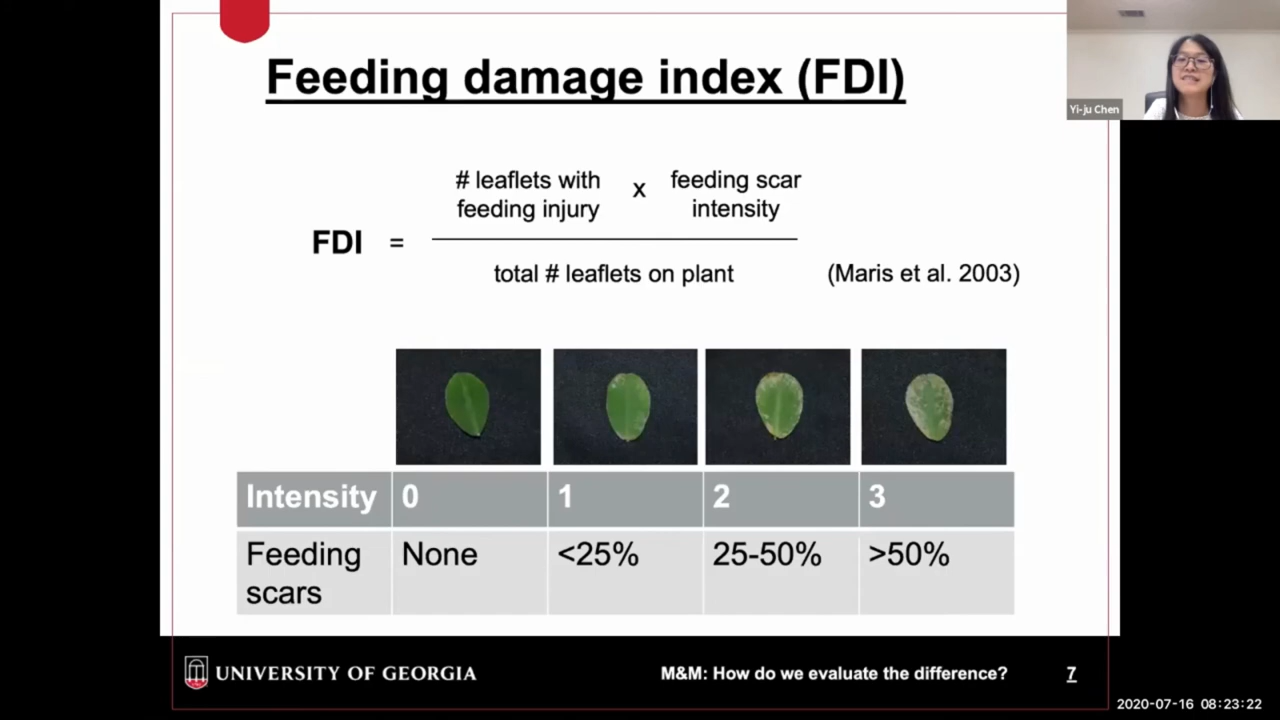 Feeding damage index (FDI)
Yi-ju Chen
# leaflets with
feeding injury
x
feeding scar
intensity
FDI =
total # leaflets on plant
(Maris et al. 2003)
Intensity 0 1 2 3
Feeding scars None <25% 25-50% >50%
UNIVERSITY OF GEORGIA
M&M: How do we evaluate the difference?
7
2020-07-16 08:23:22